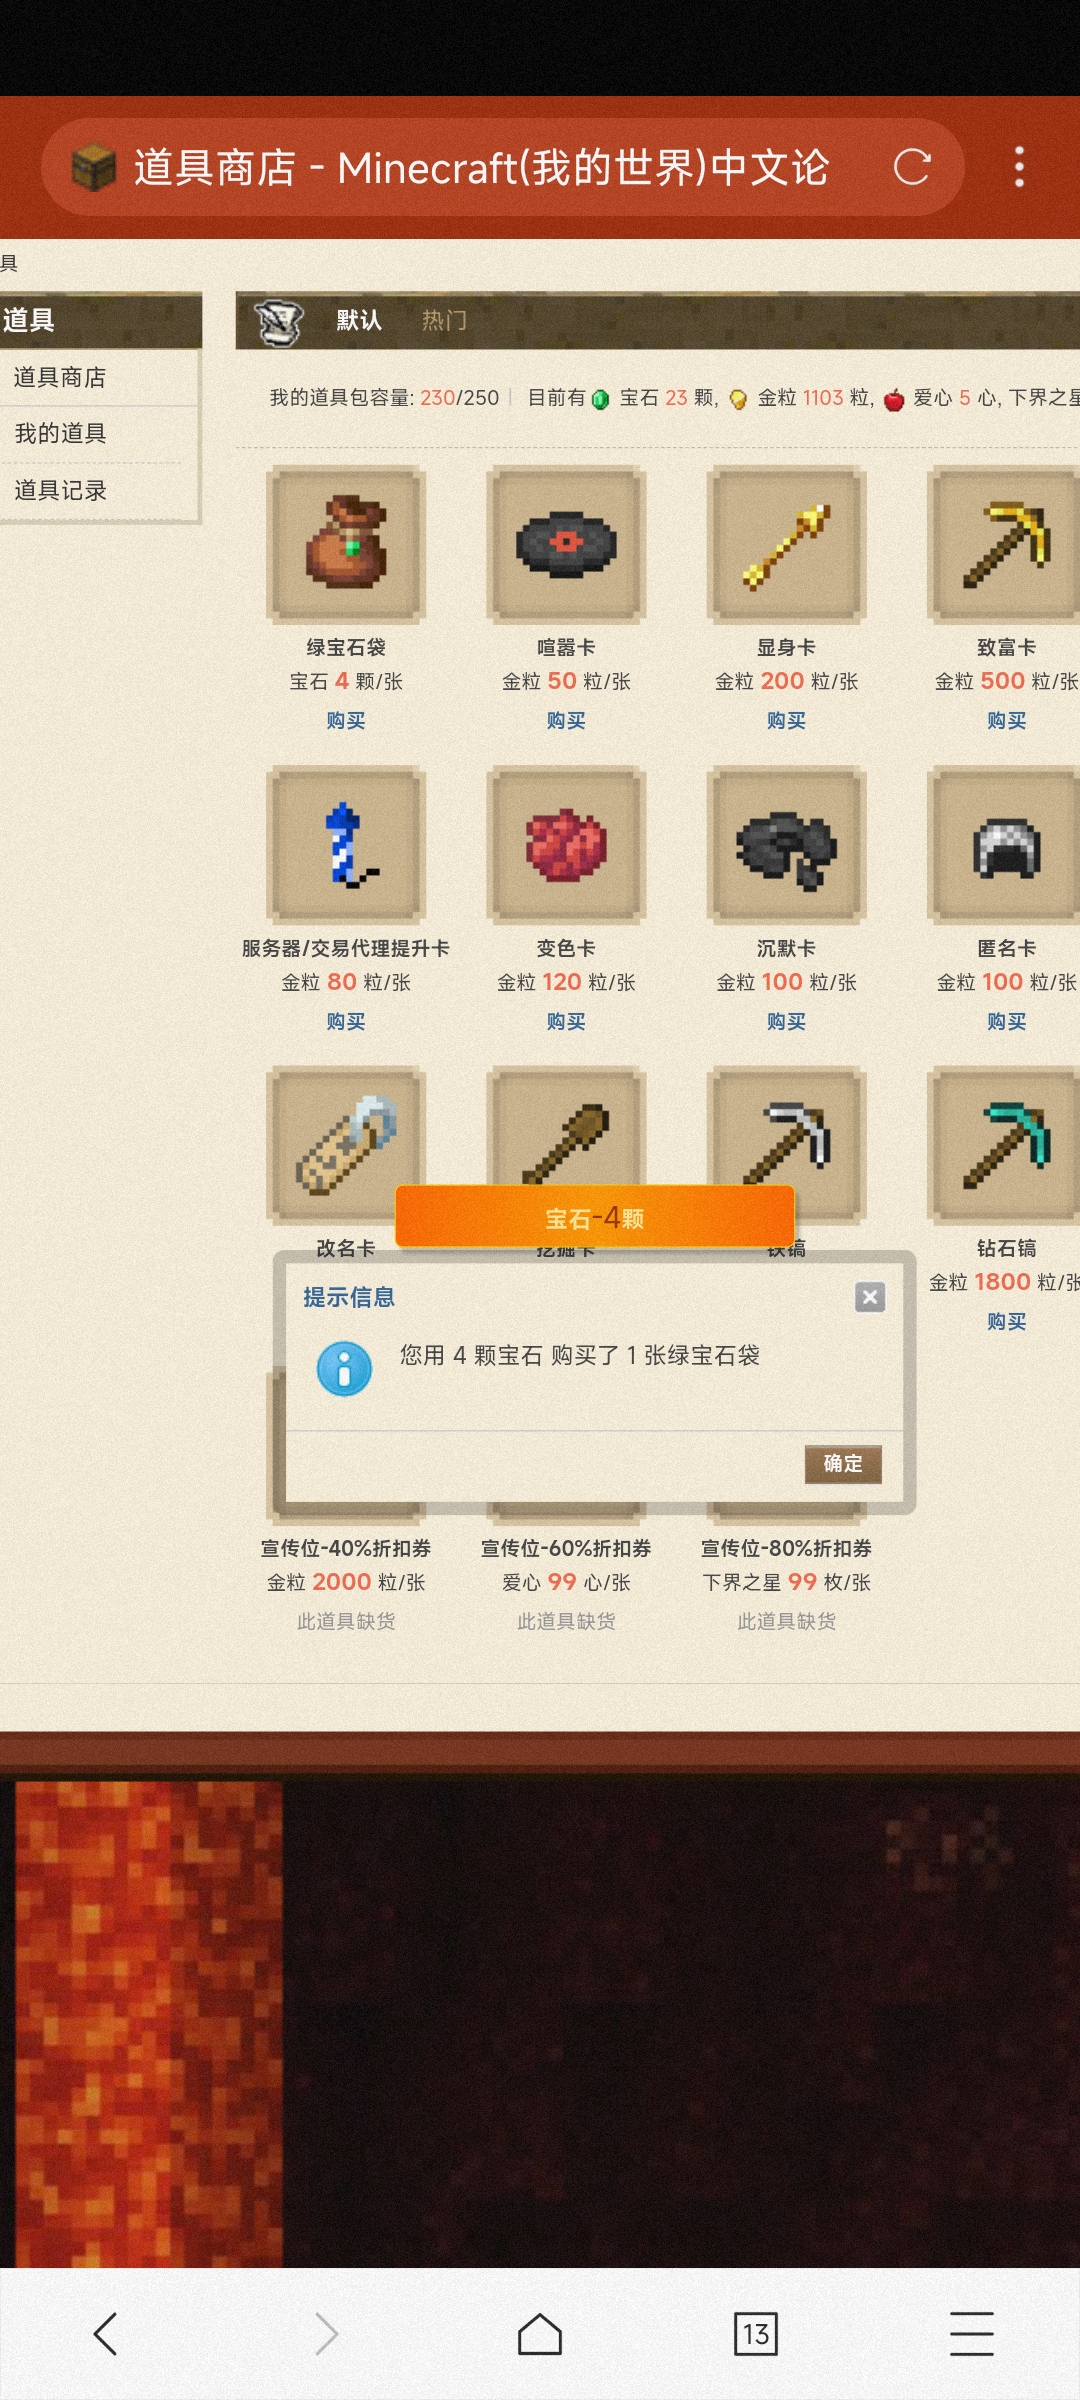 道具商店 - Minecraft(我的世界)中文论
具
道具
道具商店
我的道具
道具记录
默认 热门
我的道具包容量: 230/250 目前有 宝石 23 颗, 金粒 1103 粒, 爱心 5 心, 下界之星
绿宝石袋 喧嚣卡 显身卡 致富卡
宝石 4 颗/张 金粒 50 粒/张 金粒 200 粒/张 金粒 500 粒/张
购买 购买 购买 购买
服务器/交易代理提升卡 变色卡 沉默卡 匿名卡
金粒 80 粒/张 金粒 120 粒/张 金粒 100 粒/张 金粒 100 粒/张
购买 购买 购买 购买
宝石-4颗
改名卡 挖掘卡 铁镐 钻石镐
金粒 1800 粒/张
购买
提示信息
您用 4 颗宝石 购买了 1 张绿宝石袋
确定
宣传位-40%折扣券 宣传位-60%折扣券 宣传位-80%折扣券
金粒 2000 粒/张 爱心 99 心/张 下界之星 99 枚/张
此道具缺货 此道具缺货 此道具缺货
13